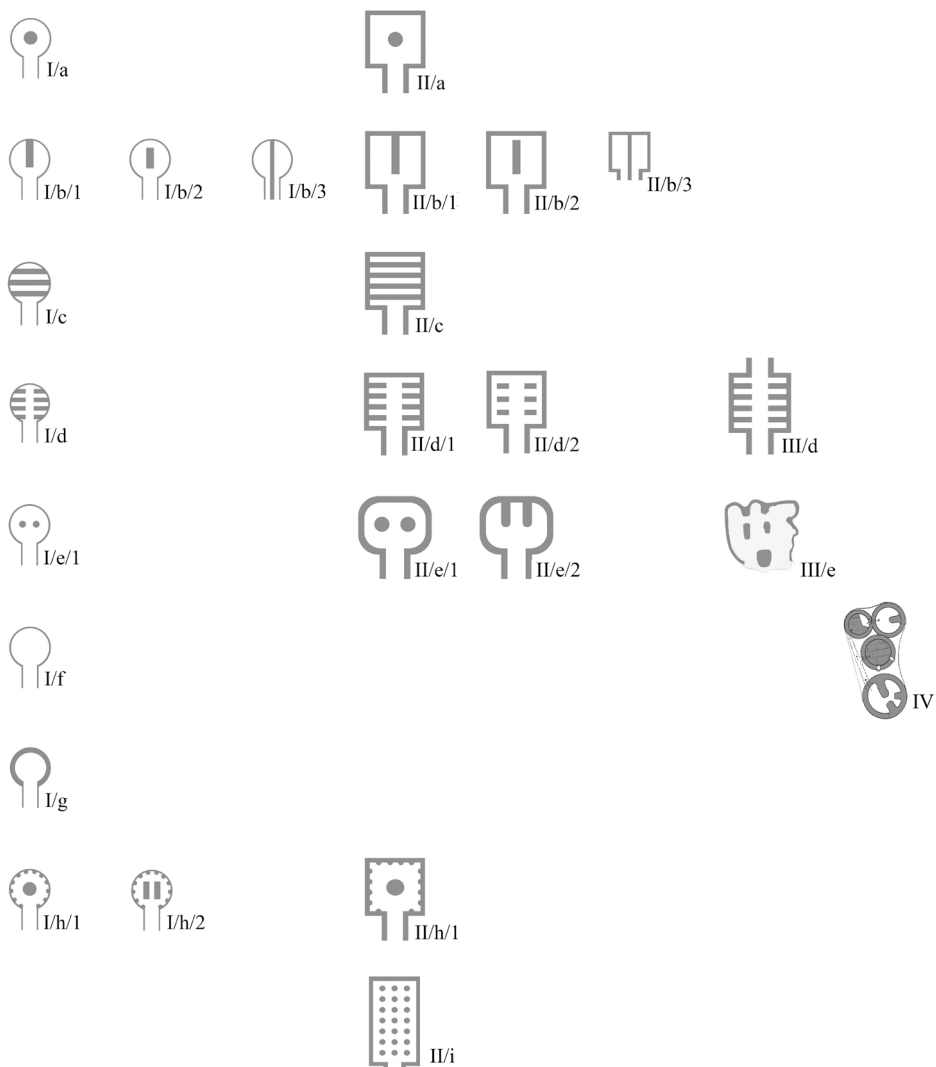 I/a
II/a
I/b/1
I/b/2
I/b/3
II/b/1
II/b/2
II/b/3
I/c
II/c
I/d
II/d/1
II/d/2
III/d
I/e/1
II/e/1
II/e/2
III/e
I/f
IV
I/g
I/h/1
I/h/2
II/h/1
II/i